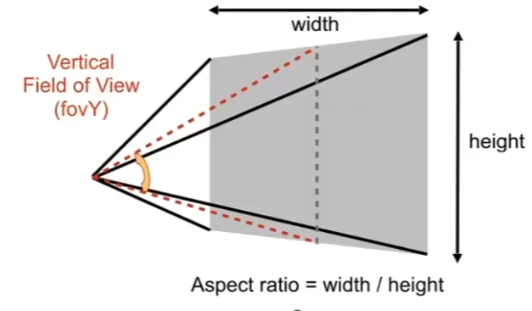 width
Vertical
Field of View
(fovY)
height
Aspect ratio = width / height